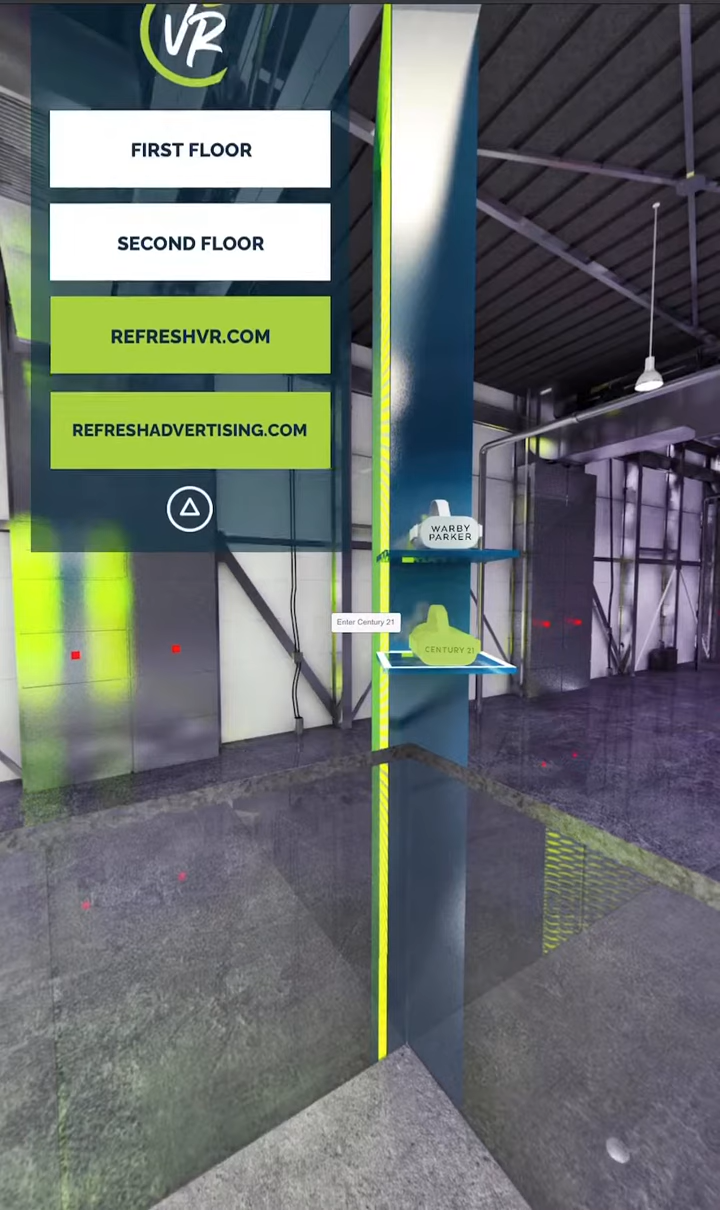 VR
FIRST FLOOR
SECOND FLOOR
REFRESHVR.COM
REFRESHADVERTISING.COM
WARBY
PARKER
Enter Century 21
CENTURY 21